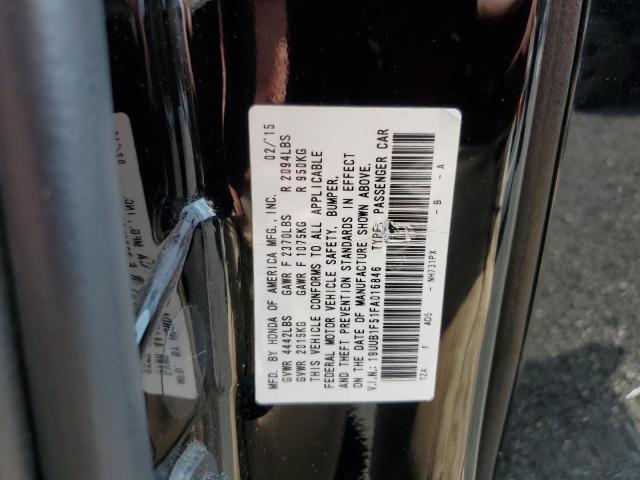 MFD. BY HONDA OF AMERICA MFG., INC. 02/'15
GVWR 4442LBS GAWR F 2370LBS R 2094LBS
GVWR 2015KG GAWR F 1075KG R 950KG
THIS VEHICLE CONFORMS TO ALL APPLICABLE
FEDERAL MOTOR VEHICLE SAFETY, BUMPER,
AND THEFT PREVENTION STANDARDS IN EFFECT
ON THE DATE OF MANUFACTURE SHOWN ABOVE.
V.I.N.: 19UUB1F51FA016846 TYPE: PASSENGER CAR
TZ4 F AD5 - NH731PX - B - A